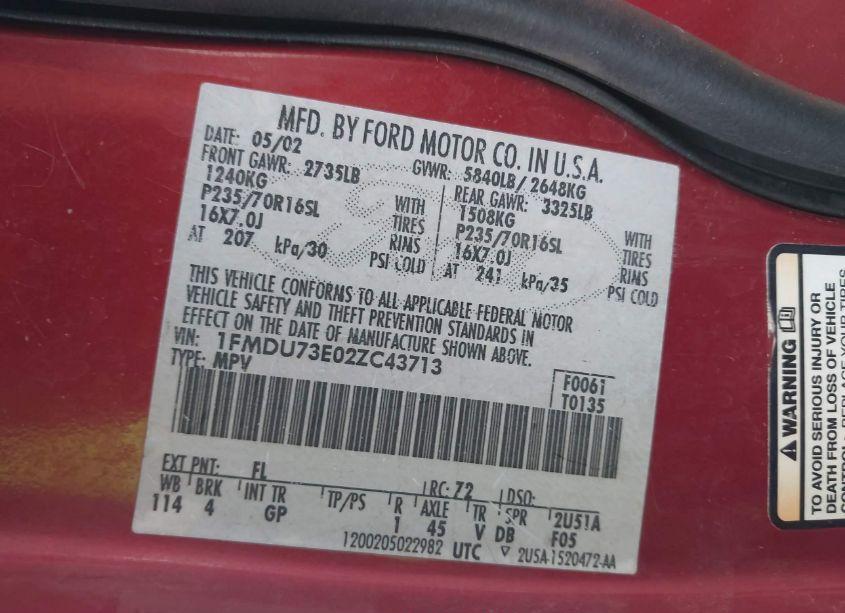 MFD. BY FORD MOTOR CO. IN U.S.A.
DATE: 05/02 GVWR: 5840LB/ 2648KG
FRONT GAWR: 2735LB REAR GAWR: 3325LB
1240KG WITH 1508KG WITH
P235/70R16SL TIRES P235/70R16SL TIRES
16X7.0J RIMS 16X7.0J RIMS
AT 207 kPa/30 PSI COLD AT 241 kPa/35 PSI COLD
THIS VEHICLE CONFORMS TO ALL APPLICABLE FEDERAL MOTOR
VEHICLE SAFETY AND THEFT PREVENTION STANDARDS IN
EFFECT ON THE DATE OF MANUFACTURE SHOWN ABOVE.
VIN: 1FMDU73E02ZC43713
TYPE: MPV
F0061
T0135
EXT PNT: FL RC: 72 DSO:
WB BRK INT TR TP/PS R AXLE TR SPR 2U51A
114 4 GP 1 45 V DB F05
1200205022982 UTC ▽ 2U5A-1520472-AA
WARNING
TO AVOID SERIOUS INJURY OR
DEATH FROM LOSS OF VEHICLE